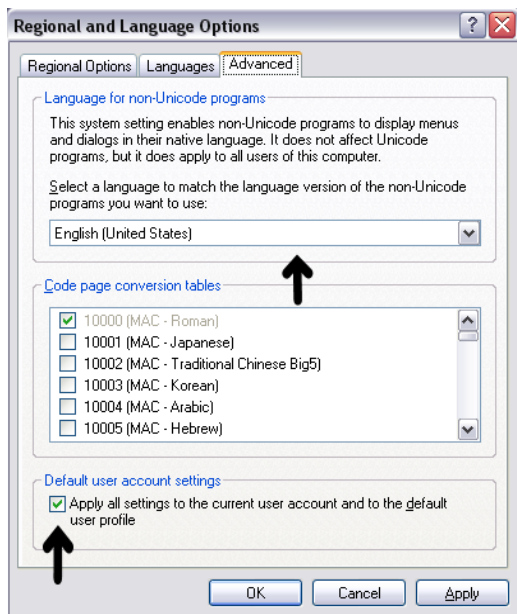 Regional and Language Options
Regional Options Languages Advanced
Language for non-Unicode programs
This system setting enables non-Unicode programs to display menus
and dialogs in their native language. It does not affect Unicode
programs, but it does apply to all users of this computer.
Select a language to match the language version of the non-Unicode
programs you want to use:
English (United States)
Code page conversion tables
10000 (MAC - Roman)
10001 (MAC - Japanese)
10002 (MAC - Traditional Chinese Big5)
10003 (MAC - Korean)
10004 (MAC - Arabic)
10005 (MAC - Hebrew)
Default user account settings
Apply all settings to the current user account and to the default
user profile
OK Cancel Apply